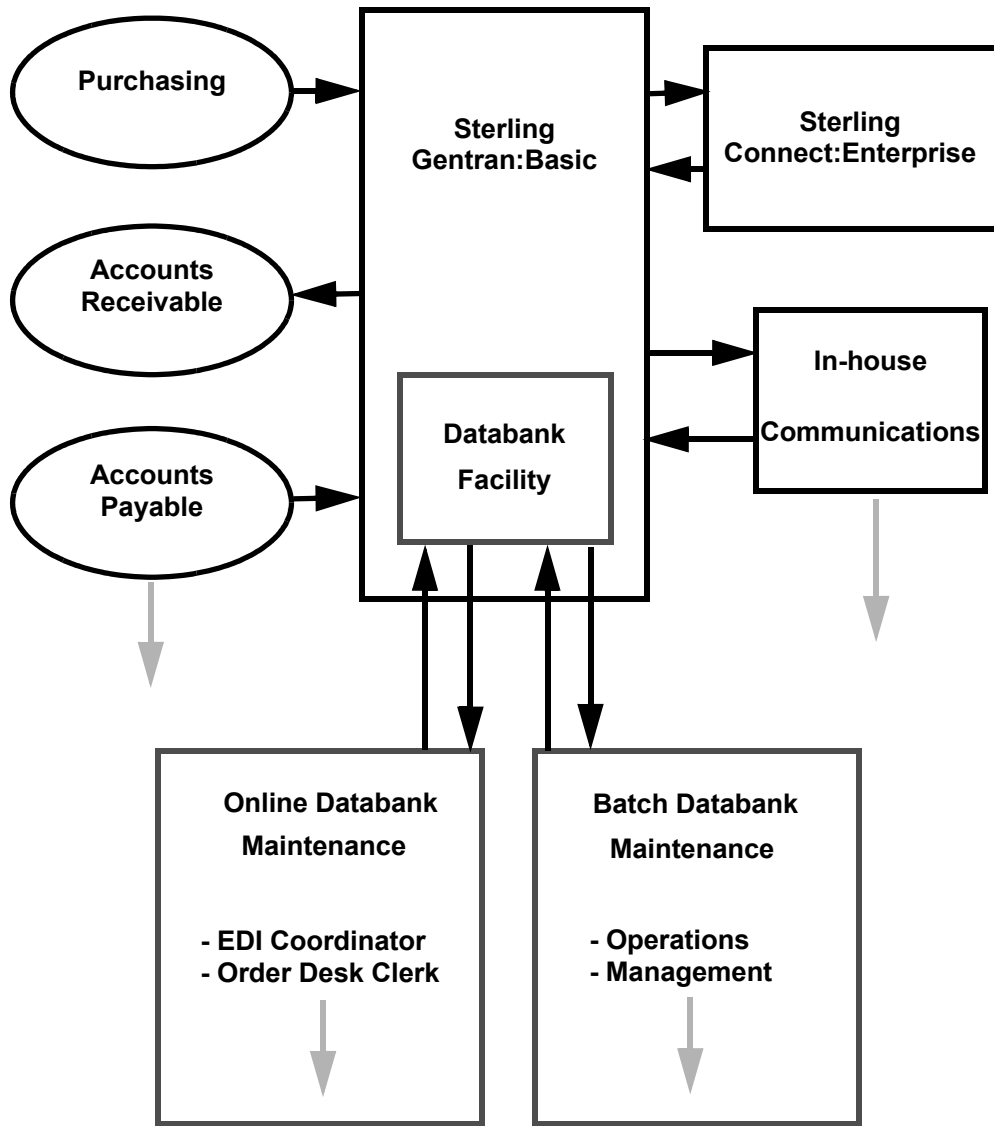 Purchasing
Sterling
Gentran:Basic
Sterling
Connect:Enterprise
Accounts
Receivable
In-house
Communications
Databank
Facility
Accounts
Payable
Online Databank
Maintenance
- EDI Coordinator
- Order Desk Clerk
Batch Databank
Maintenance
- Operations
- Management